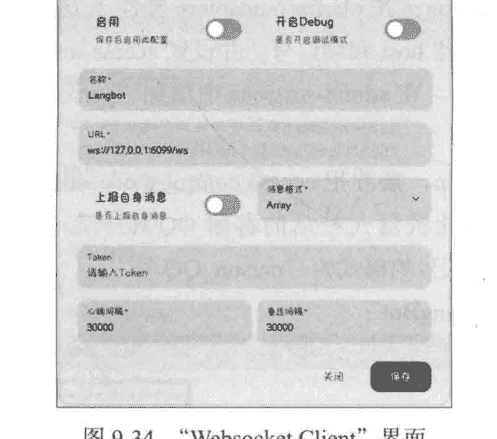 启用
保存后启用此配置
开启Debug
是否开启调试模式
名称*
Langbot
URL*
ws://127.0.0.1:6099/ws
上报自身消息
是否上报自身消息
消息格式*
Array
Token
请输入Token
心跳间隔*
30000
重连间隔*
30000
关闭
保存
图 9-34 “Websocket Client”界面